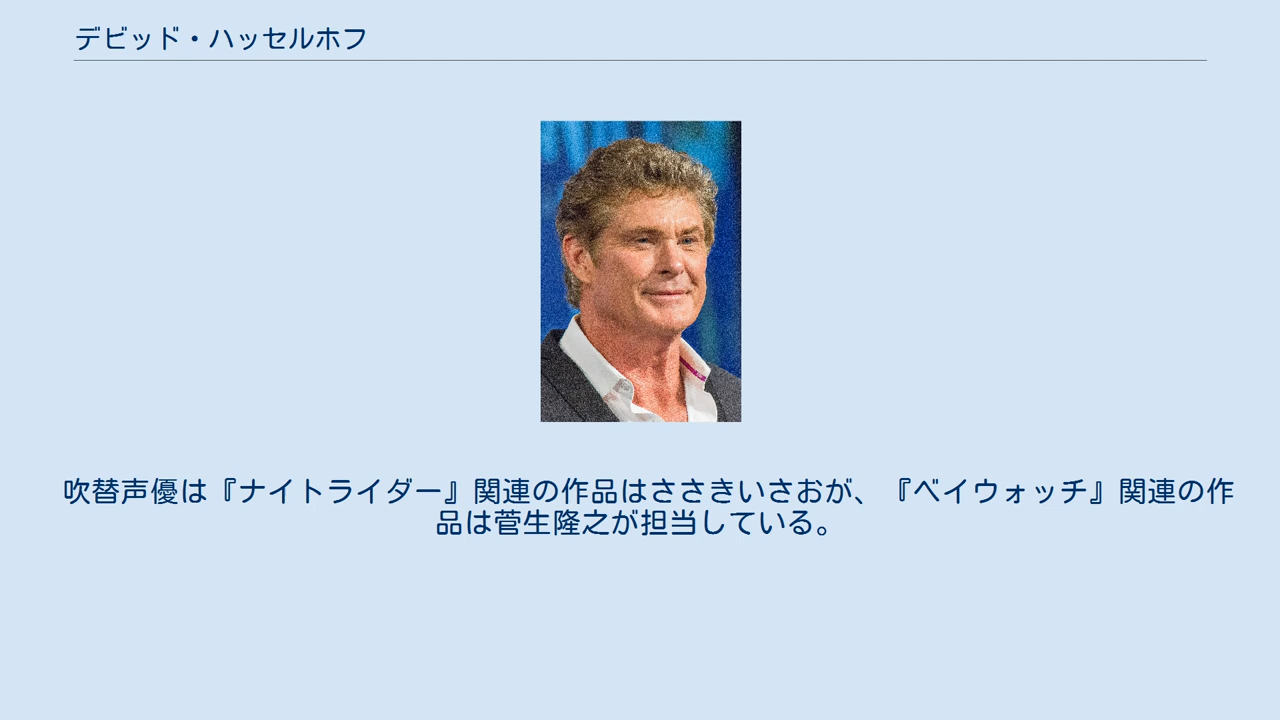 デビッド・ハッセルホフ
吹替声優は『ナイトライダー』関連の作品はささきいさおが、『ベイウォッチ』関連の作
品は菅生隆之が担当している。